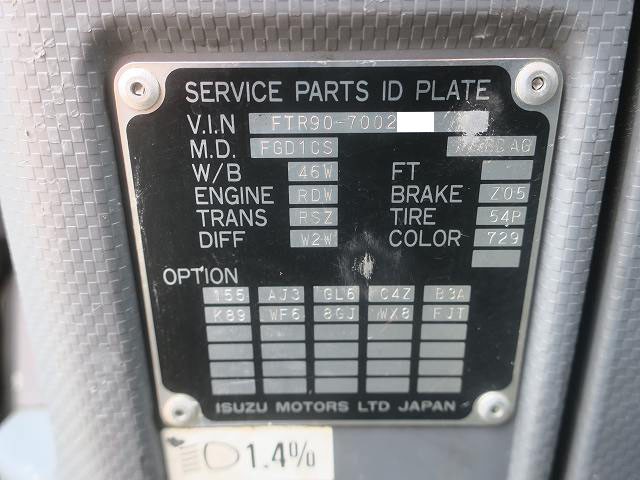 SERVICE PARTS ID PLATE
V.I.N FTR90-7002
M.D. FGD1CS
W/B 46W FT
ENGINE RDW BRAKE Z05
TRANS RSZ TIRE 54P
DIFF W2W COLOR 729
OPTION
155 AJ3 GL6 C4Z B3A
K89 WF6 8GJ WX8 FJT
ISUZU MOTORS LTD JAPAN
1.4%